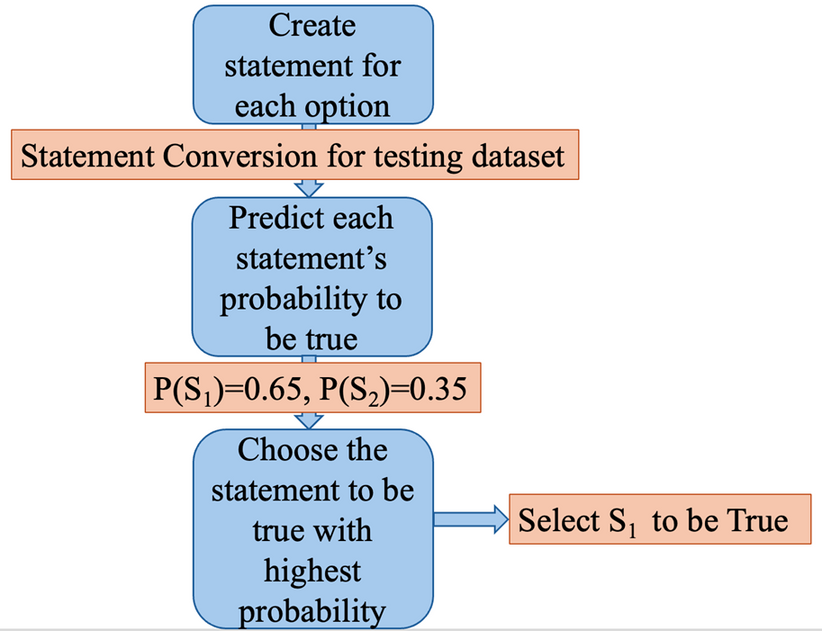 Create
statement for
each option
Statement Conversion for testing dataset
Predict each
statement’s
probability to
be true
P(S₁)=0.65, P(S₂)=0.35
Choose the
statement to be
true with
highest
probability
Select S₁ to be True